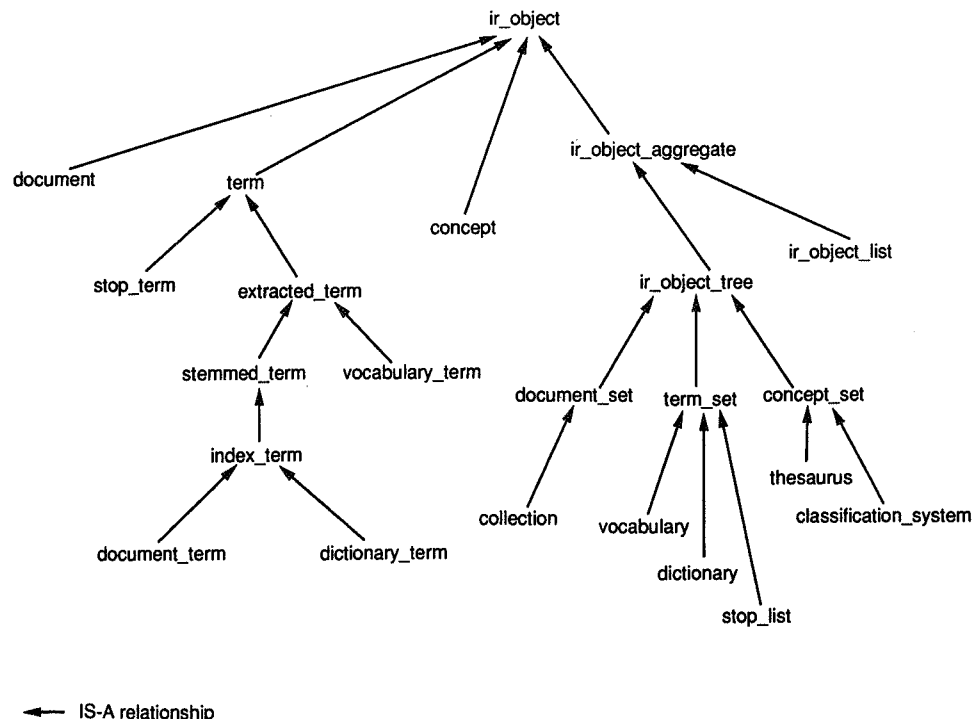 ir_object
ir_object_aggregate
document
term
concept
ir_object_list
stop_term
extracted_term
ir_object_tree
stemmed_term
vocabulary_term
document_set
term_set
concept_set
index_term
thesaurus
collection
vocabulary
classification_system
document_term
dictionary_term
dictionary
stop_list
IS-A relationship